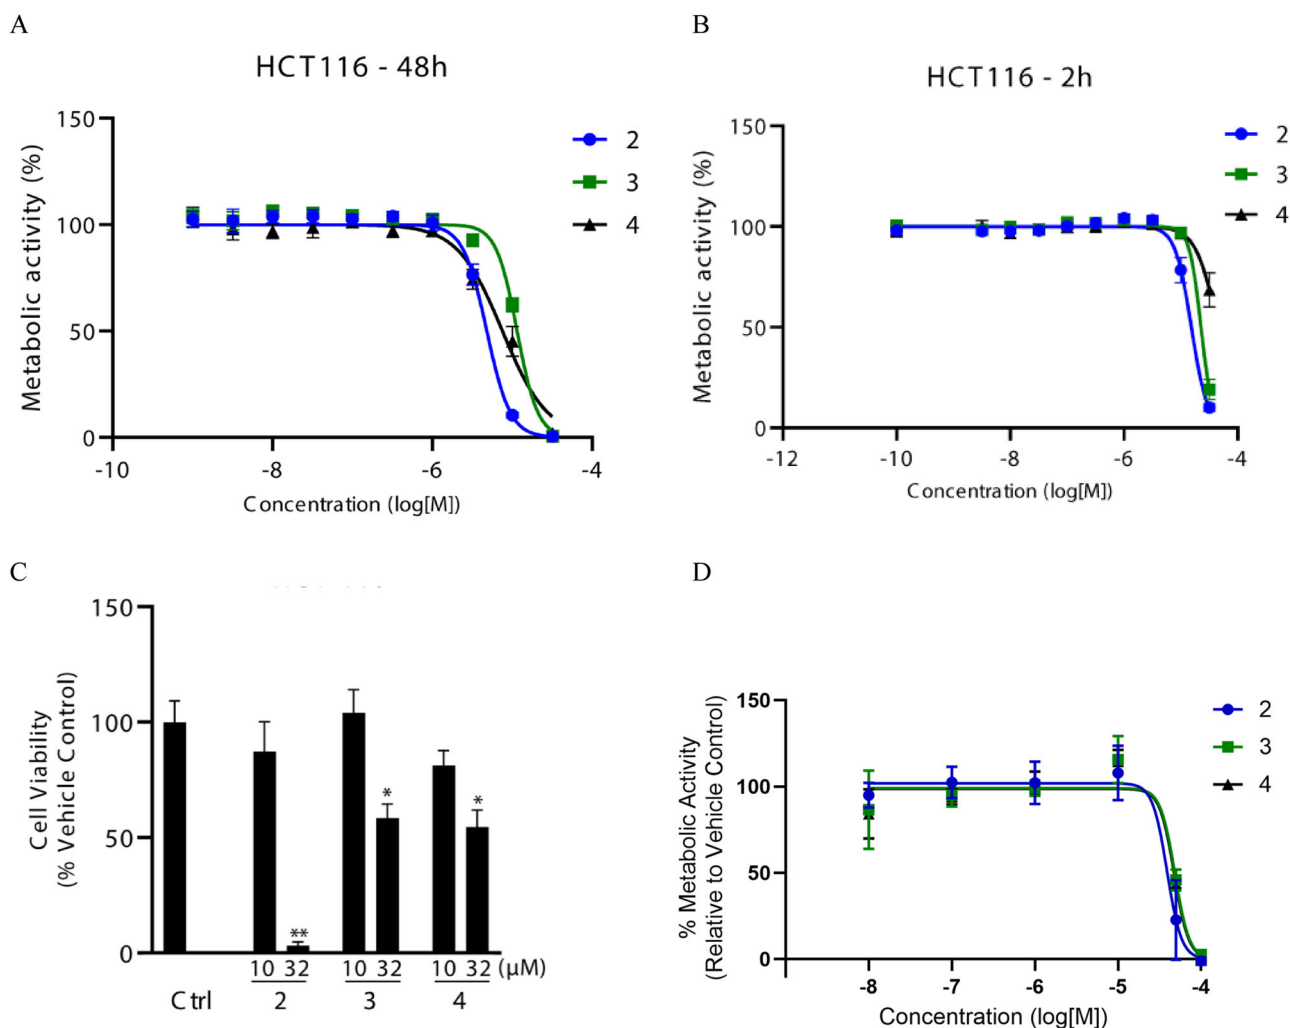 A
HCT116 - 48h
Metabolic activity (%)
150
100
50
0
-10
-8
-6
-4
Concentration (log[M])
2
3
4
B
HCT116 - 2h
Metabolic activity (%)
150
100
50
0
-12
-10
-8
-6
-4
Concentration (log[M])
2
3
4
C
Cell Viability
(% Vehicle Control)
150
100
50
0
**
*
*
10 32 10 32 10 32 (μM)
Ctrl 2 3 4
D
% Metabolic Activity
(Relative to Vehicle Control)
150
100
50
0
-8
-7
-6
-5
-4
Concentration (log[M])
2
3
4